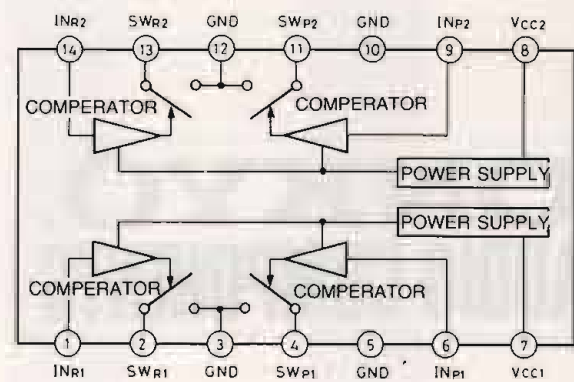 INR2 SWR2 GND SWP2 GND INP2 VCC2
14 13 12 11 10 9 8
COMPERATOR COMPERATOR
POWER SUPPLY
POWER SUPPLY
COMPERATOR COMPERATOR
1 2 3 4 5 6 7
INR1 SWR1 GND SWP1 GND INP1 VCC1